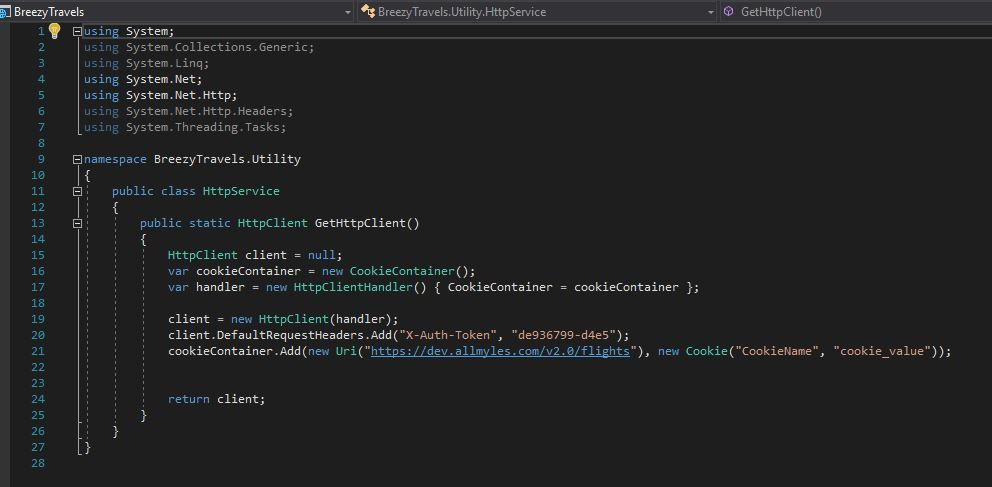 BreezyTravels BreezyTravels.Utility.HttpService GetHttpClient()
1 using System;
2 using System.Collections.Generic;
3 using System.Linq;
4 using System.Net;
5 using System.Net.Http;
6 using System.Net.Http.Headers;
7 using System.Threading.Tasks;
8
9 namespace BreezyTravels.Utility
10 {
11 public class HttpService
12 {
13 public static HttpClient GetHttpClient()
14 {
15 HttpClient client = null;
16 var cookieContainer = new CookieContainer();
17 var handler = new HttpClientHandler() { CookieContainer = cookieContainer };
18
19 client = new HttpClient(handler);
20 client.DefaultRequestHeaders.Add("X-Auth-Token", "de936799-d4e5");
21 cookieContainer.Add(new Uri("https://dev.allmyles.com/v2.0/flights"), new Cookie("CookieName", "cookie_value"));
22
23
24 return client;
25 }
26 }
27 }
28